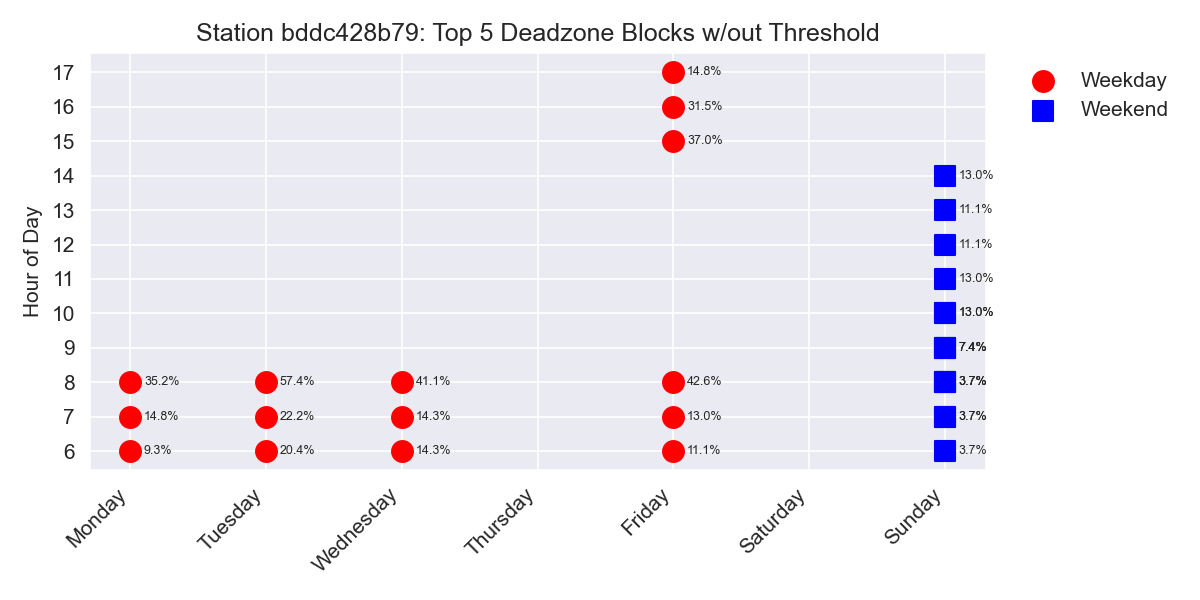 Station bddc428b79: Top 5 Deadzone Blocks w/out Threshold
Weekday
Weekend
Hour of Day
17 14.8%
16 31.5%
15 37.0%
14 13.0%
13 11.1%
12 11.1%
11 13.0%
10 13.0%
9 7.4%
8 35.2% 57.4% 41.1% 42.6% 3.7%
7 14.8% 22.2% 14.3% 13.0% 3.7%
6 9.3% 20.4% 14.3% 11.1% 3.7%
Monday Tuesday Wednesday Thursday Friday Saturday Sunday